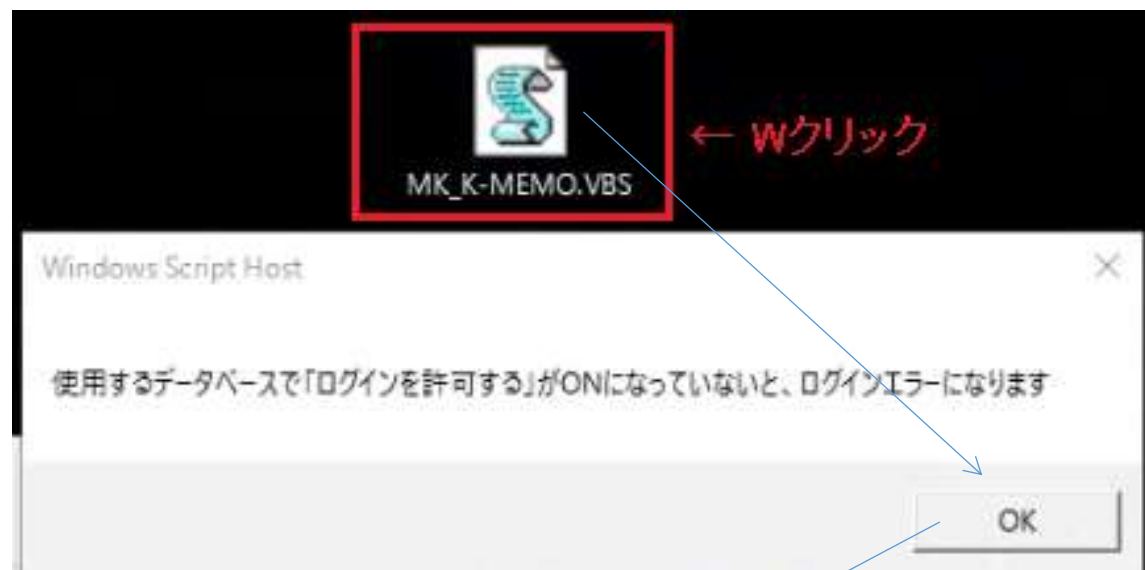 ← Wクリック
MK_K-MEMO.VBS
Windows Script Host
使用するデータベースで「ログインを許可する」がONになっていないと、ログインエラーになります
OK